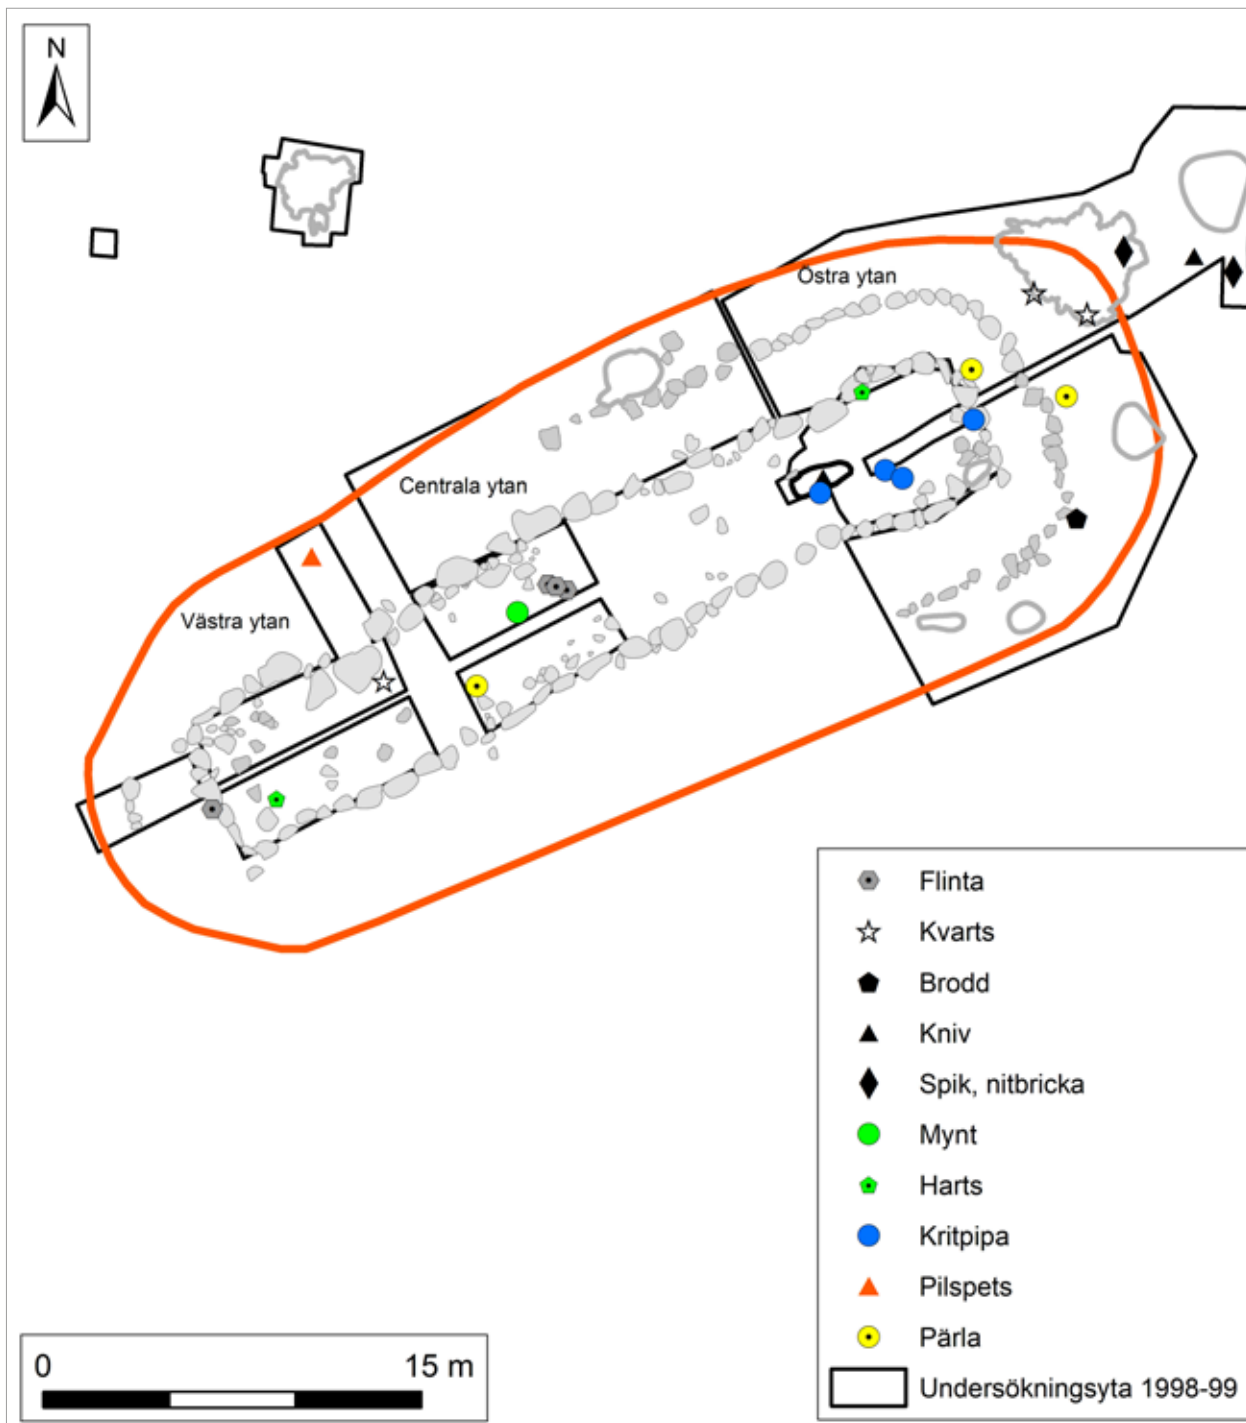 N
Östra ytan
Centrala ytan
Västra ytan
Flinta
Kvarts
Brodd
Kniv
Spik, nitbricka
Mynt
Harts
Kritpipa
Pilspets
Pärla
Undersökningsyta 1998-99
0 15 m